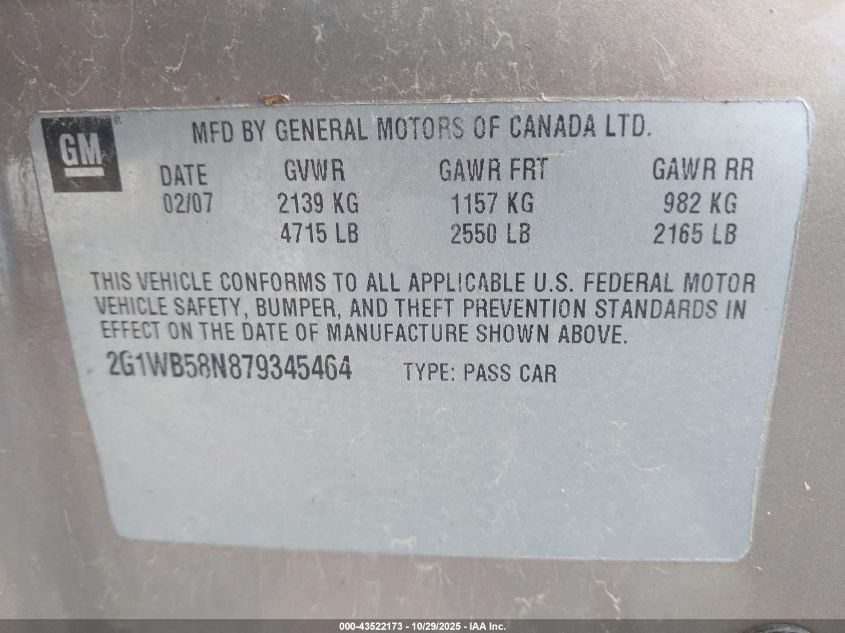 GM
MFD BY GENERAL MOTORS OF CANADA LTD.
DATE GVWR GAWR FRT GAWR RR
02/07 2139 KG 1157 KG 982 KG
4715 LB 2550 LB 2165 LB
THIS VEHICLE CONFORMS TO ALL APPLICABLE U.S. FEDERAL MOTOR
VEHICLE SAFETY, BUMPER, AND THEFT PREVENTION STANDARDS IN
EFFECT ON THE DATE OF MANUFACTURE SHOWN ABOVE.
2G1WB58N879345464 TYPE: PASS CAR
000-43522173 - 10/29/2025 - IAA Inc.